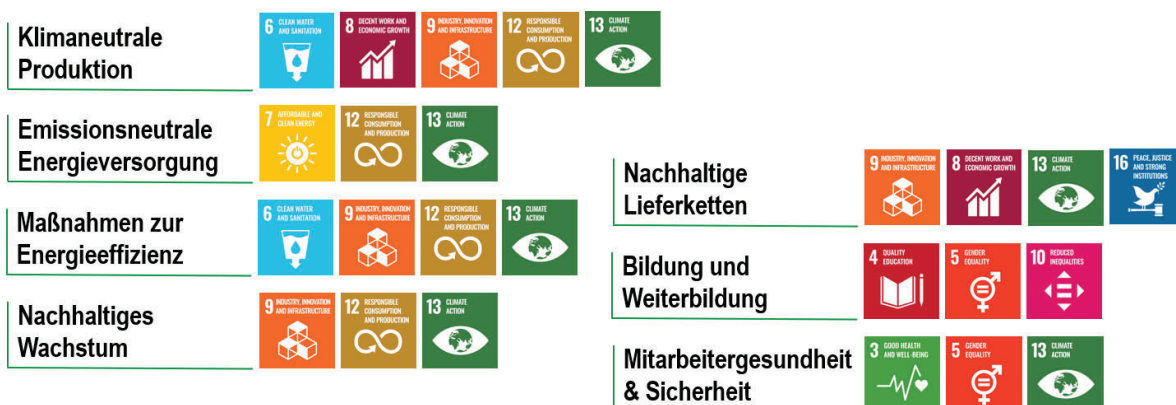 Klimaneutrale
Produktion
6 CLEAN WATER
AND SANITATION
8 DECENT WORK AND
ECONOMIC GROWTH
9 INDUSTRY, INNOVATION
AND INFRASTRUCTURE
12 RESPONSIBLE
CONSUMPTION
AND PRODUCTION
13 CLIMATE
ACTION
Emissionsneutrale
Energieversorgung
7 AFFORDABLE AND
CLEAN ENERGY
12 RESPONSIBLE
CONSUMPTION
AND PRODUCTION
13 CLIMATE
ACTION
Maßnahmen zur
Energieeffizienz
6 CLEAN WATER
AND SANITATION
9 INDUSTRY, INNOVATION
AND INFRASTRUCTURE
12 RESPONSIBLE
CONSUMPTION
AND PRODUCTION
13 CLIMATE
ACTION
Nachhaltiges
Wachstum
9 INDUSTRY, INNOVATION
AND INFRASTRUCTURE
12 RESPONSIBLE
CONSUMPTION
AND PRODUCTION
13 CLIMATE
ACTION
Nachhaltige
Lieferketten
9 INDUSTRY, INNOVATION
AND INFRASTRUCTURE
8 DECENT WORK AND
ECONOMIC GROWTH
13 CLIMATE
ACTION
16 PEACE, JUSTICE
AND STRONG
INSTITUTIONS
Bildung und
Weiterbildung
4 QUALITY
EDUCATION
5 GENDER
EQUALITY
10 REDUCED
INEQUALITIES
Mitarbeitergesundheit
& Sicherheit
3 GOOD HEALTH
AND WELL-BEING
5 GENDER
EQUALITY
13 CLIMATE
ACTION